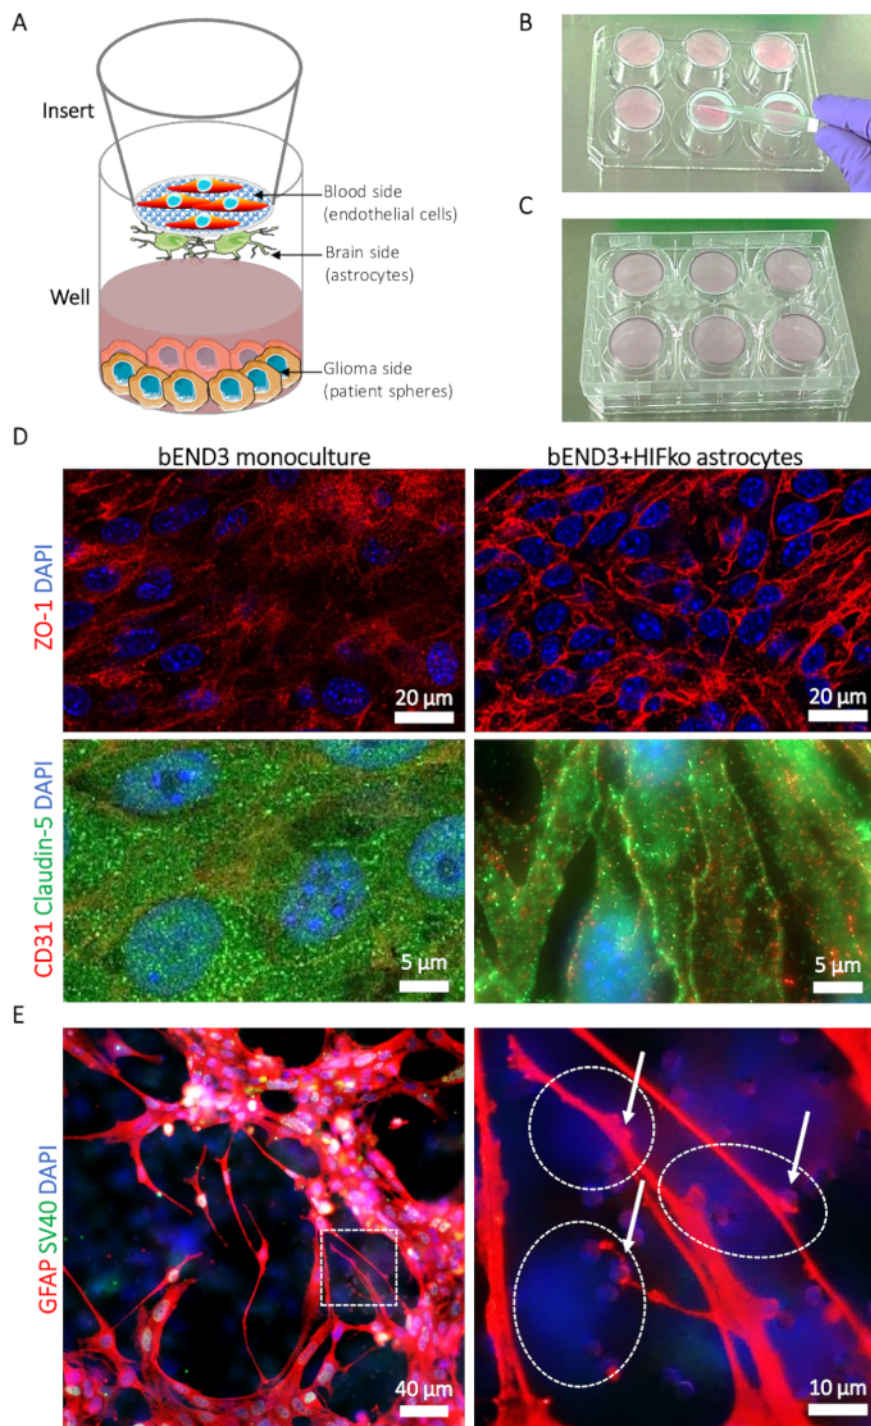 A
B
Insert
Blood side
(endothelial cells)
Brain side
(astrocytes)
C
Well
Glioma side
(patient spheres)
D
bEND3 monoculture
bEND3+HIFko astrocytes
ZO-1 DAPI
20 µm
20 µm
CD31 Claudin-5 DAPI
5 µm
5 µm
E
GFAP SV40 DAPI
40 µm
10 µm